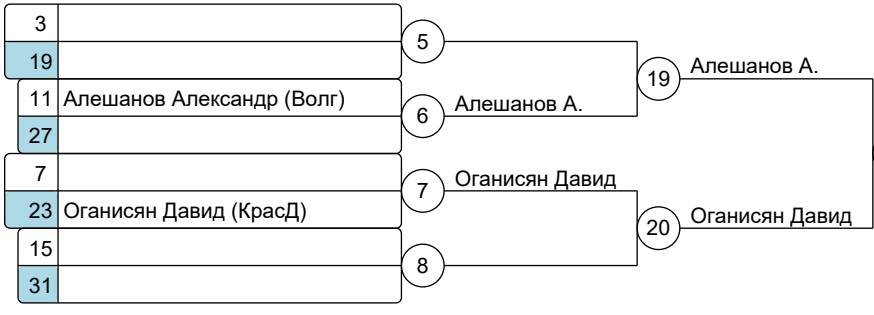 3
5
19
19
Алешанов А.
11 Алешанов Александр (Волг)
6
Алешанов А.
27
7
7
Оганисян Давид
23 Оганисян Давид (КрасД)
20
Оганисян Давид
15
8
31